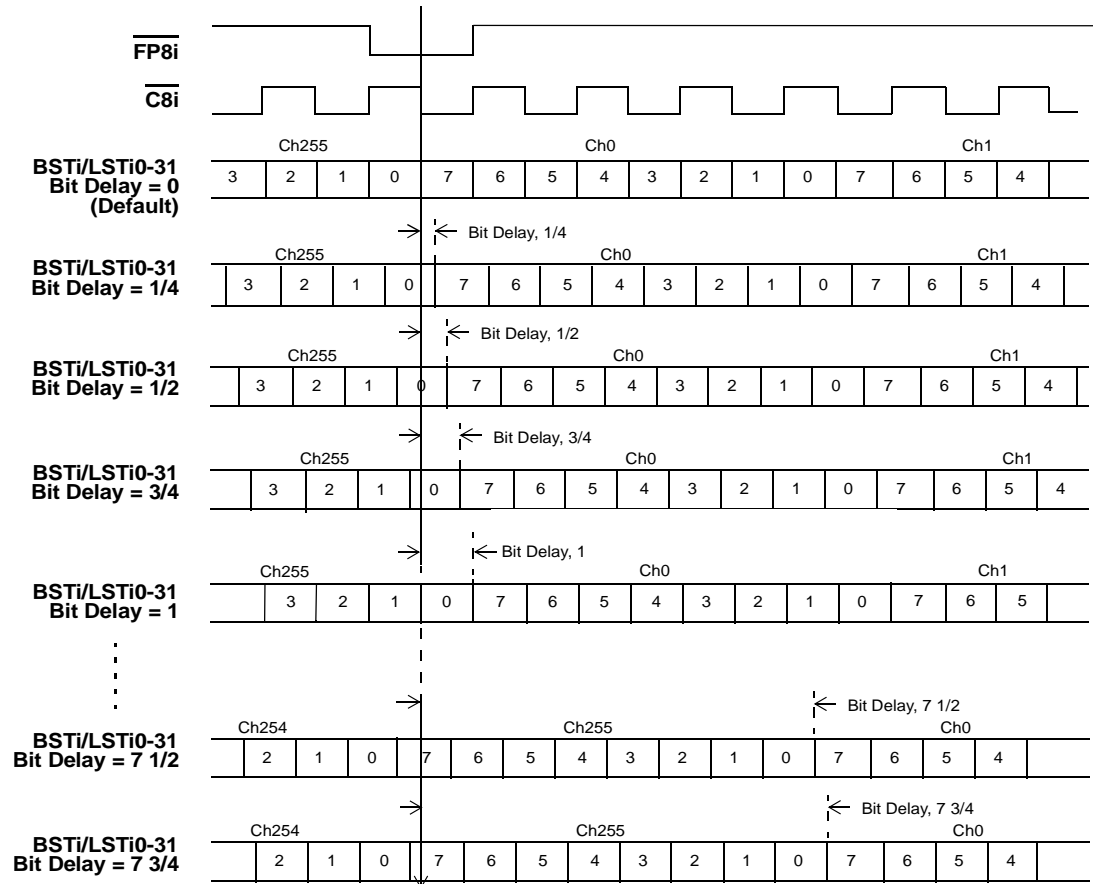 FP8i
C8i
Ch255 Ch0 Ch1
BSTi/LSTi0-31
Bit Delay = 0
(Default)
3 2 1 0 7 6 5 4 3 2 1 0 7 6 5 4
Bit Delay, 1/4
Ch255 Ch0 Ch1
BSTi/LSTi0-31
Bit Delay = 1/4
3 2 1 0 7 6 5 4 3 2 1 0 7 6 5 4
Bit Delay, 1/2
Ch255 Ch0 Ch1
BSTi/LSTi0-31
Bit Delay = 1/2
3 2 1 0 7 6 5 4 3 2 1 0 7 6 5 4
Bit Delay, 3/4
Ch255 Ch0 Ch1
BSTi/LSTi0-31
Bit Delay = 3/4
3 2 1 0 7 6 5 4 3 2 1 0 7 6 5 4
Bit Delay, 1
Ch255 Ch0 Ch1
BSTi/LSTi0-31
Bit Delay = 1
3 2 1 0 7 6 5 4 3 2 1 0 7 6 5
Bit Delay, 7 1/2
Ch254 Ch255 Ch0
BSTi/LSTi0-31
Bit Delay = 7 1/2
2 1 0 7 6 5 4 3 2 1 0 7 6 5 4
Bit Delay, 7 3/4
Ch254 Ch255 Ch0
BSTi/LSTi0-31
Bit Delay = 7 3/4
2 1 0 7 6 5 4 3 2 1 0 7 6 5 4